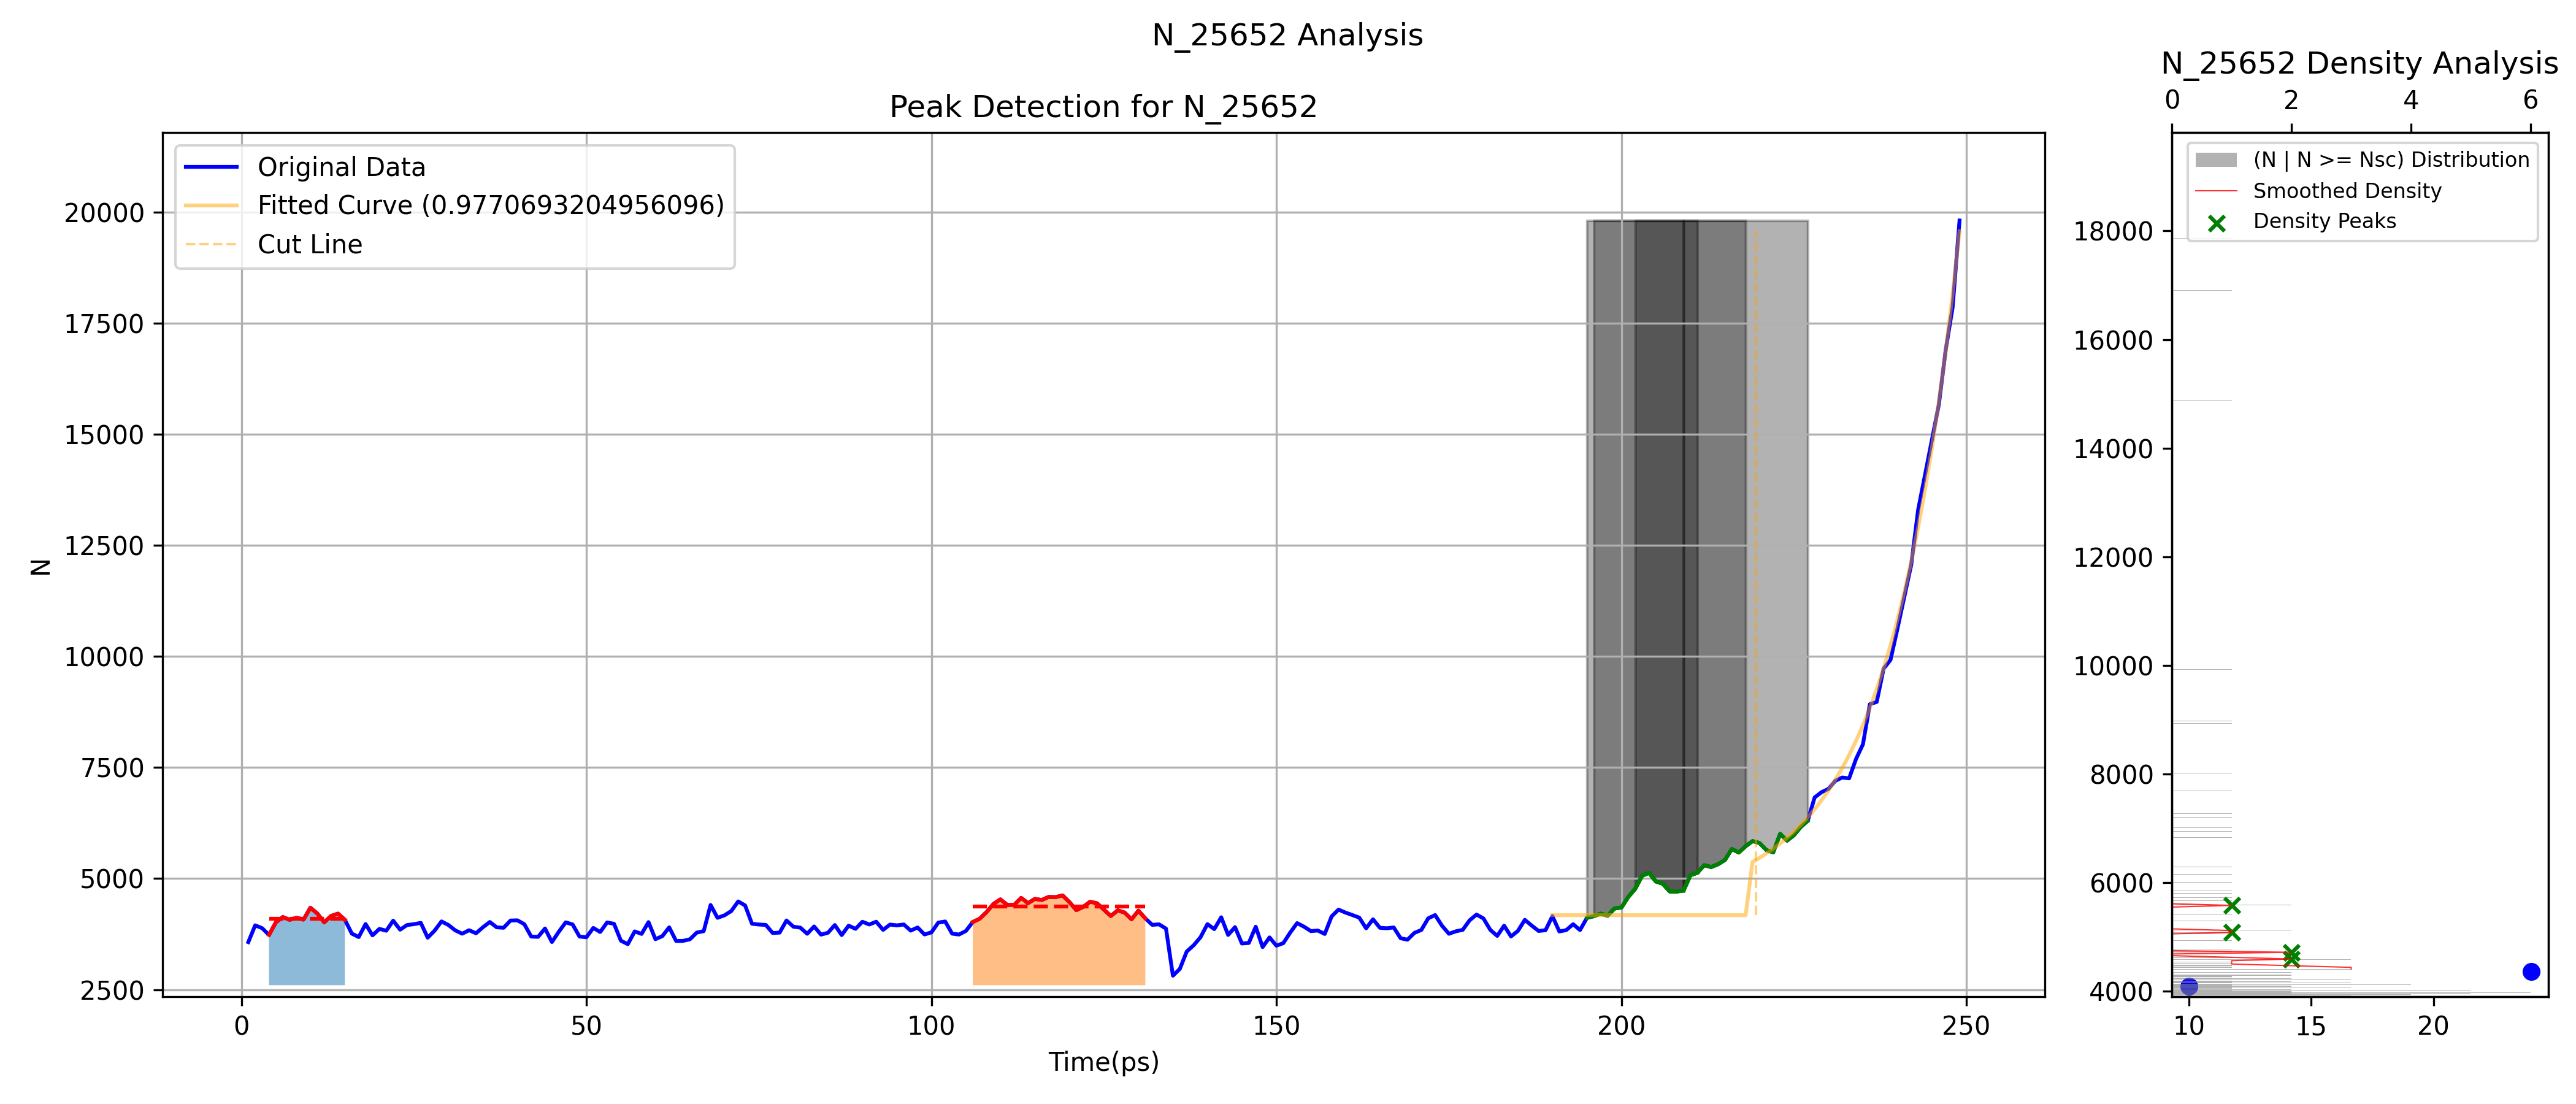 N_25652 Analysis
Peak Detection for N_25652
Original Data
Fitted Curve (0.9770693204956096)
Cut Line
20000
17500
15000
12500
10000
7500
5000
2500
N
0 50 100 150 200 250
Time(ps)
N_25652 Density Analysis
0 2 4 6
(N | N >= Nsc) Distribution
Smoothed Density
Density Peaks
18000
16000
14000
12000
10000
8000
6000
4000
10 15 20